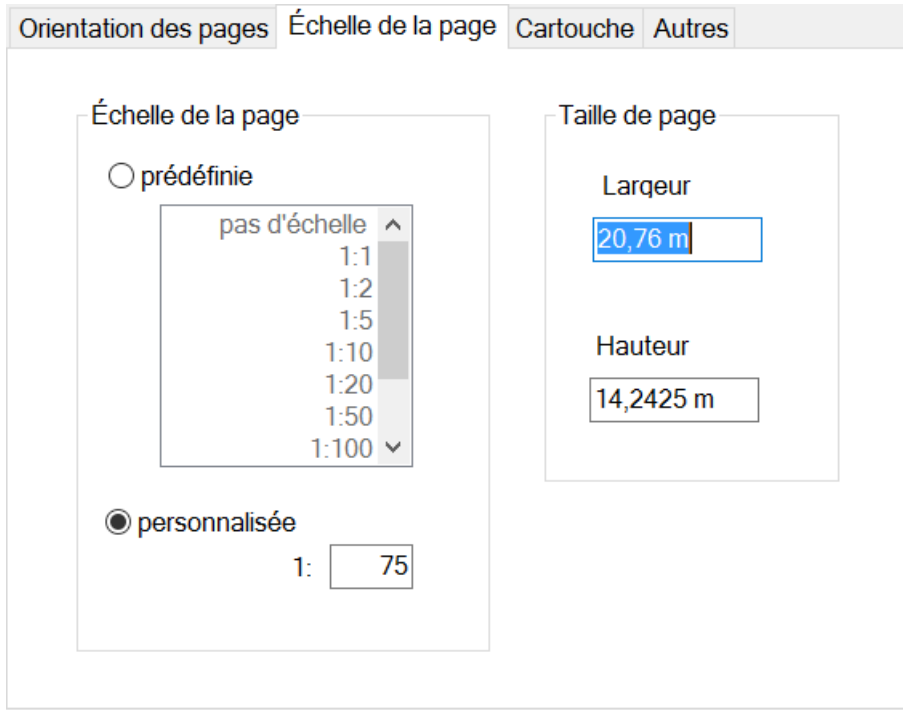 Orientation des pages Échelle de la page Cartouche Autres
Échelle de la page
prédéfinie
pas d'échelle
1:1
1:2
1:5
1:10
1:20
1:50
1:100
personnalisée
1: 75
Taille de page
Largeur
20,76 m
Hauteur
14,2425 m